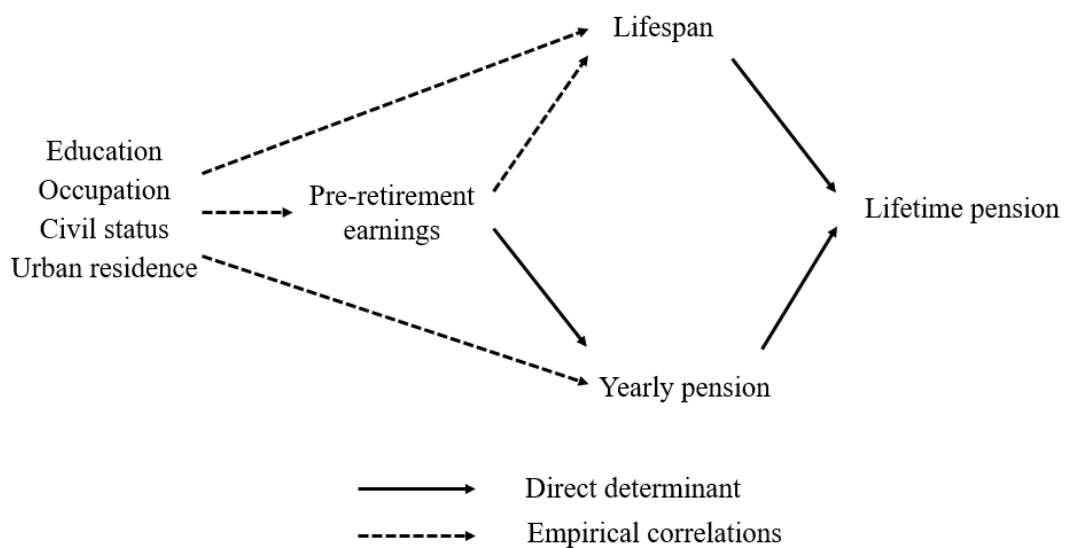 Lifespan
Education
Occupation
Civil status
Urban residence
Pre-retirement
earnings
Lifetime pension
Yearly pension
Direct determinant
Empirical correlations